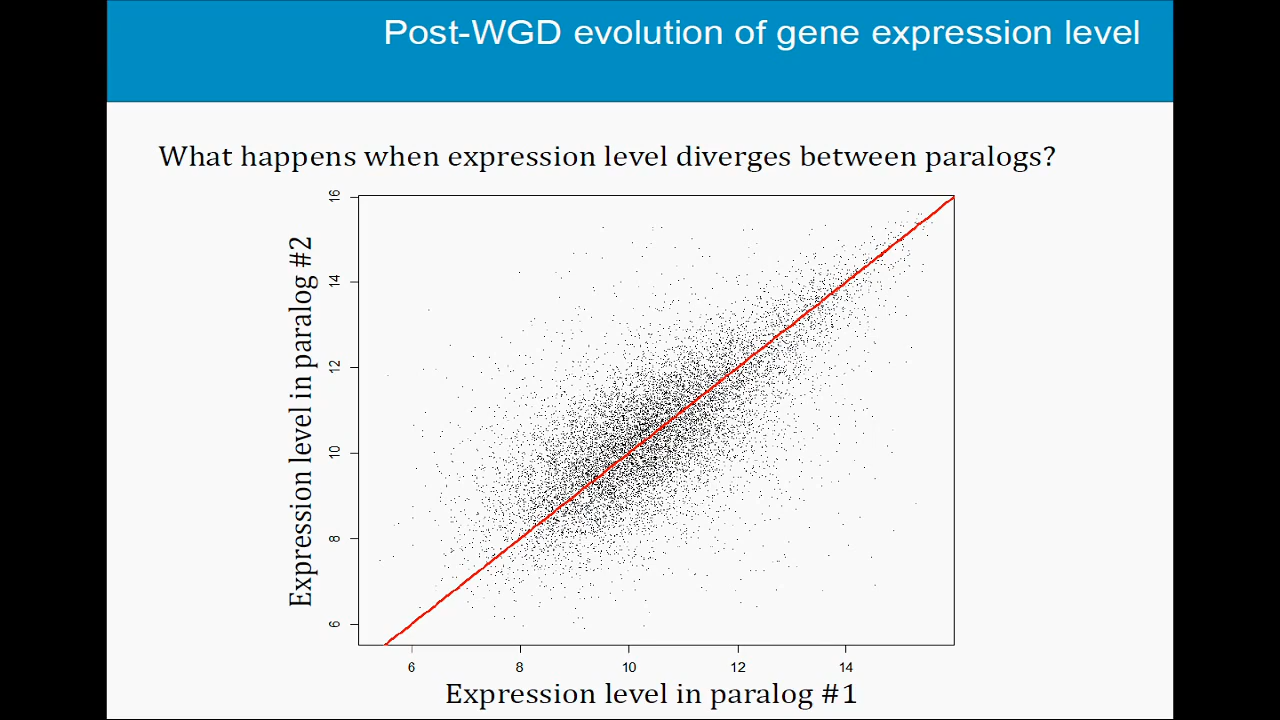 Post-WGD evolution of gene expression level
What happens when expression level diverges between paralogs?
Expression level in paralog #2
16
14
12
10
8
6
6 8 10 12 14
Expression level in paralog #1